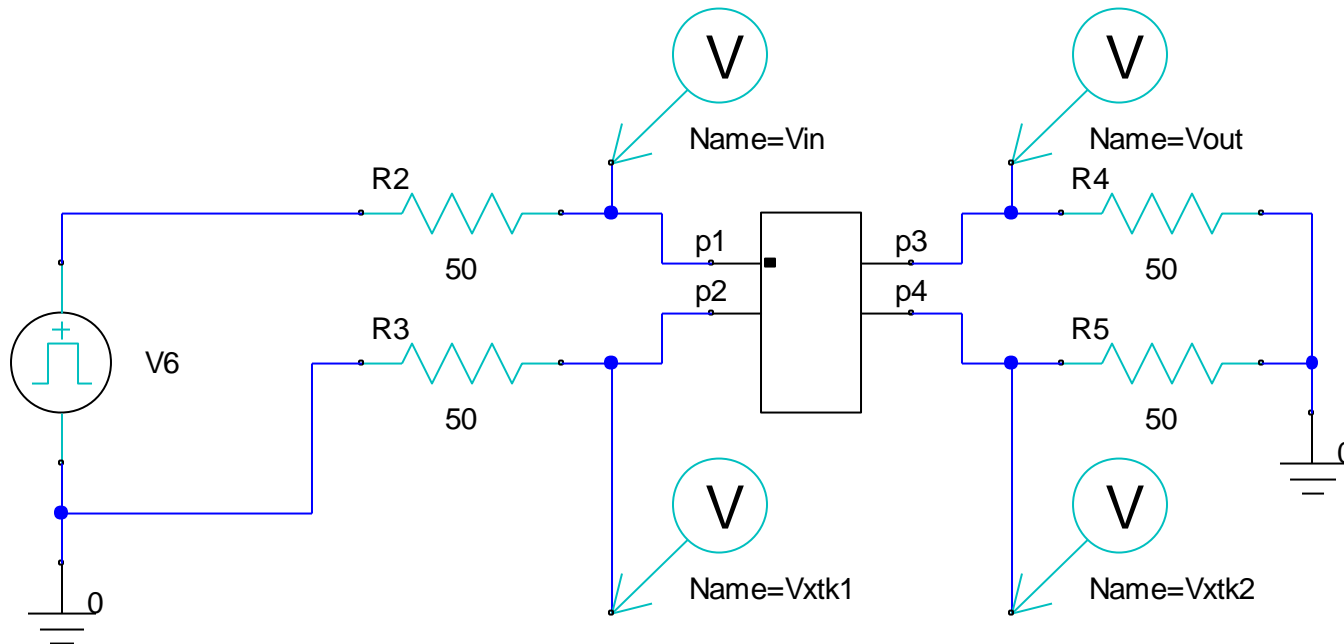 V
V
Name=Vin
Name=Vout
R2
R4
p1
p3
50
50
p2
p4
R3
R5
+
V6
50
50
0
V
V
Name=Vxtk1
Name=Vxtk2
0